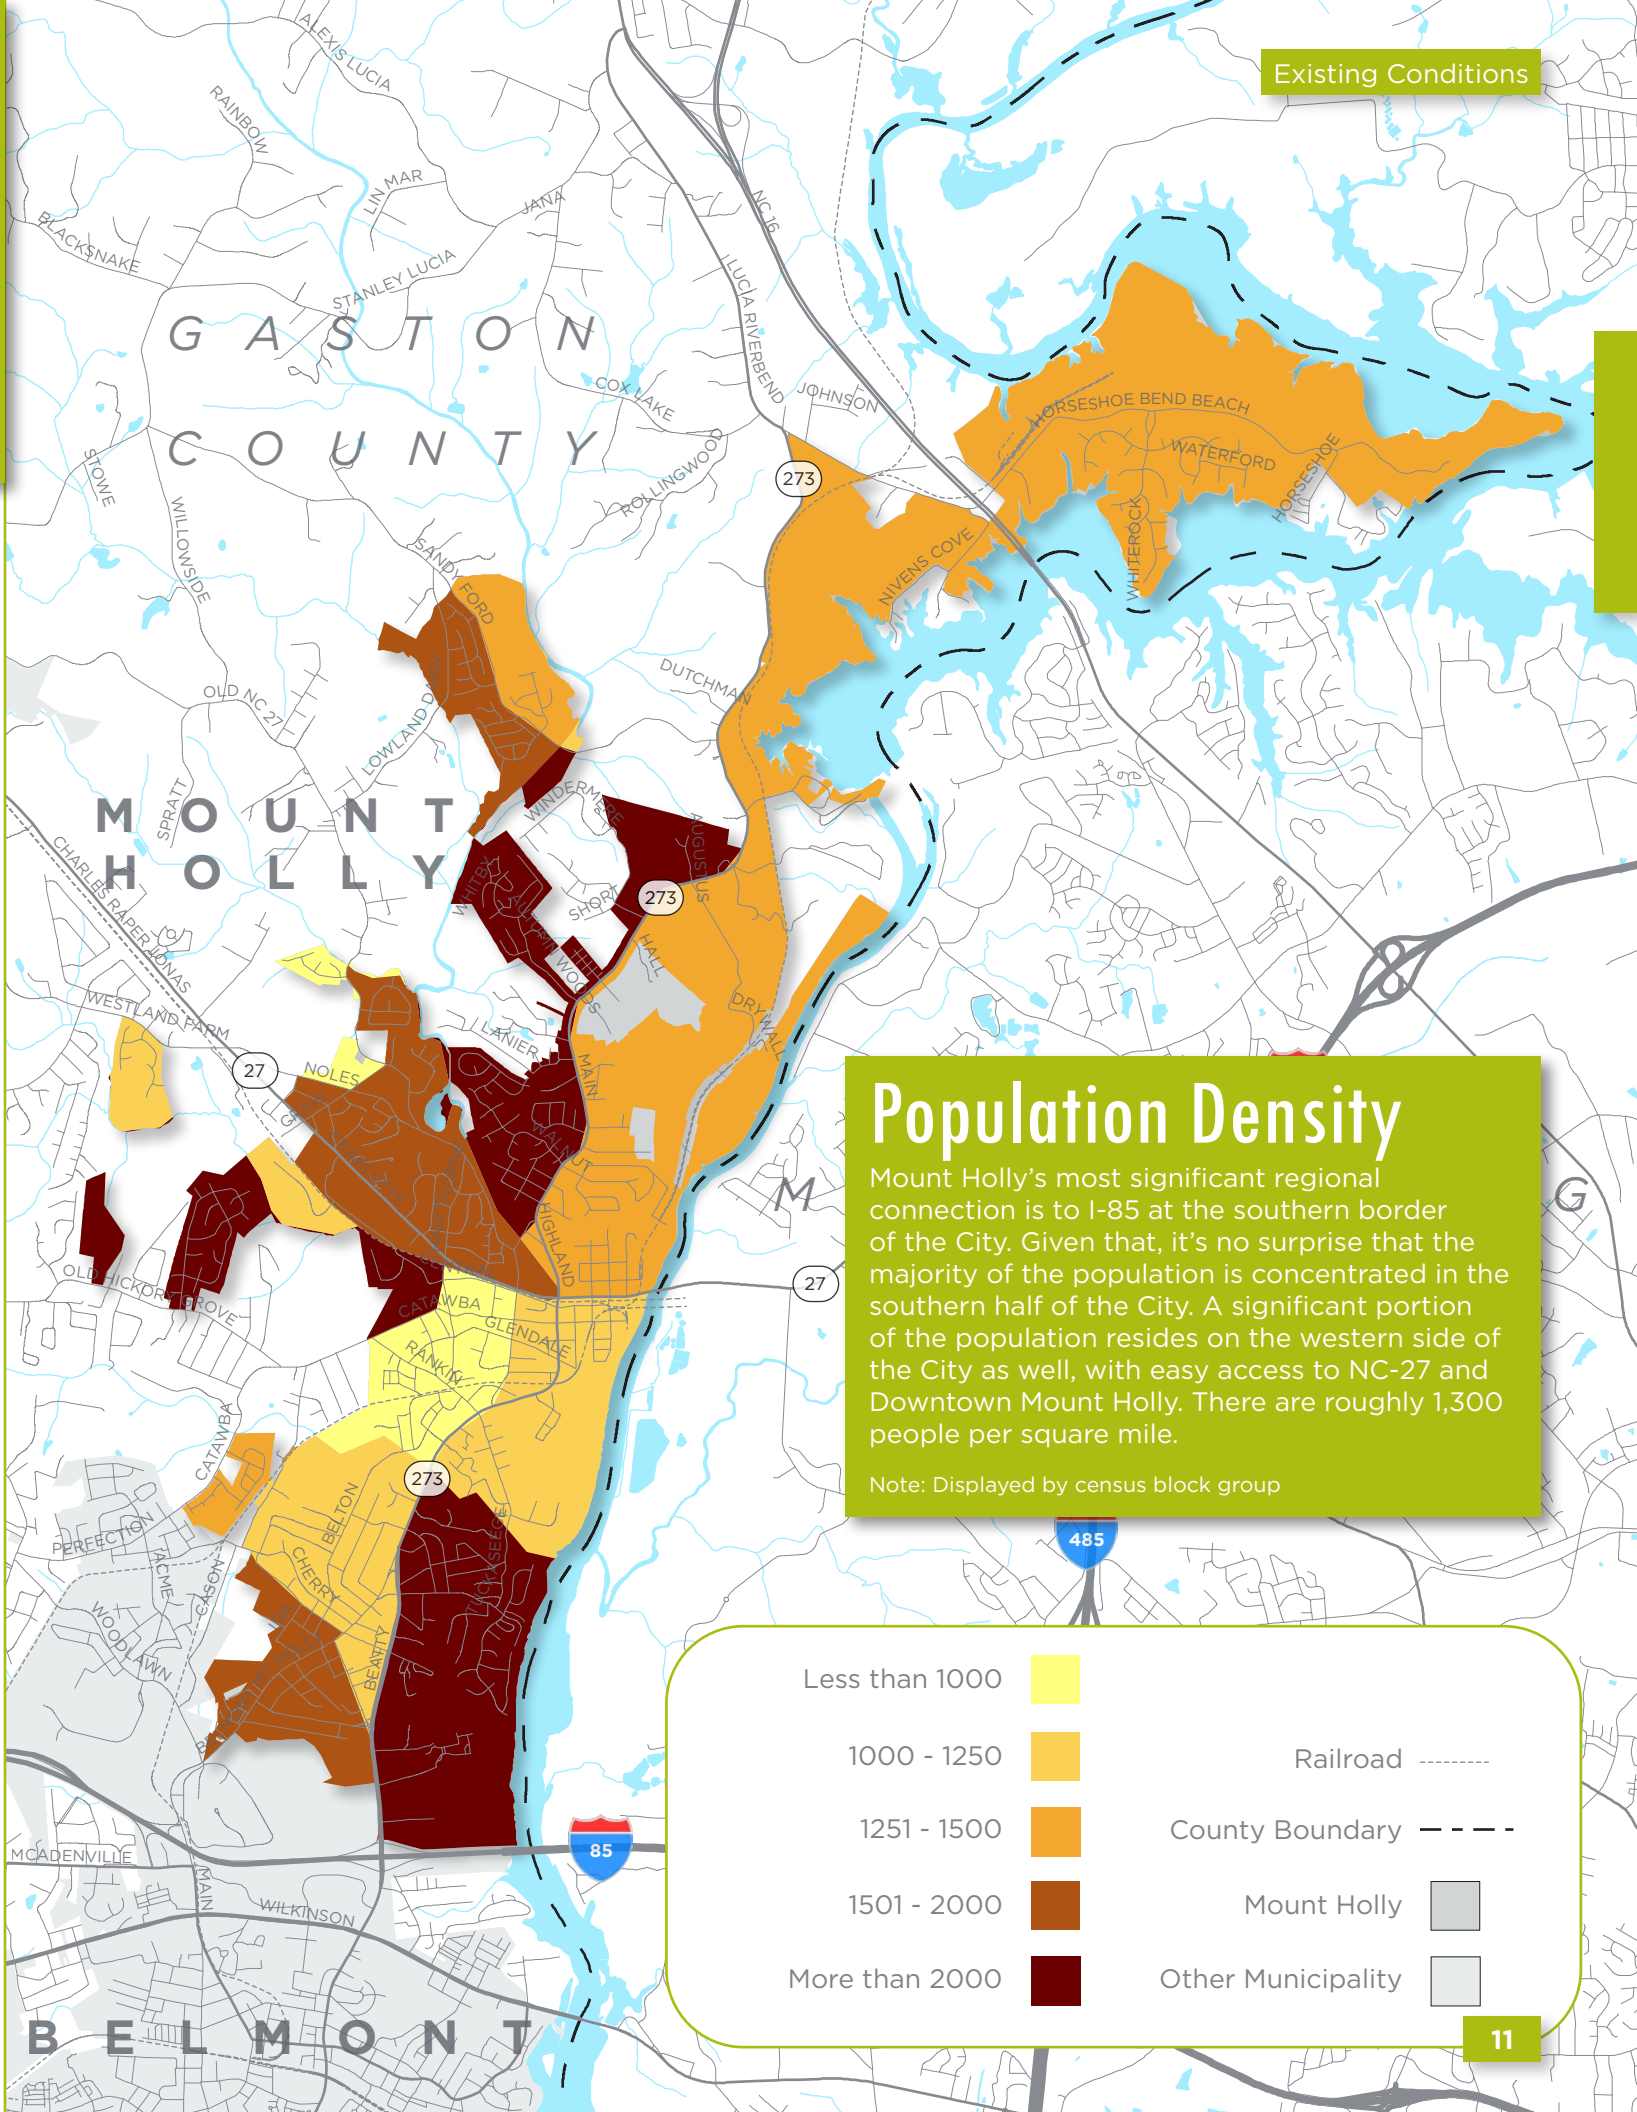 Existing Conditions
ALEXIS LUCIA
RAINBOW
LIN MAR
JANA
NC 16
BLACKSNAKE
STANLEY LUCIA
LUCIA RIVERBEND
GASTON
COX LAKE
JOHNSON
HORSESHOE BEND BEACH
COUNTY
ROLLINGWOOD
WATERFORD
HORSESHOE
STOWE
273
WILLOWSIDE
WHITEROCK
SANDY FORD
NIVENS COVE
DUTCHMAN
OLD NC 27
LOWLAND DAIRY
SPRATT
WINDERMERE
MOUNT
HOLLY
AUGUSTUS
CHARLES RAPER JONAS
WHITBY
AUTUMN WOODS
SHORT
273
HALL
WESTLAND FARM
LANIER
DRYWALL
27
NOLES
MAIN
WALNUT
Population Density
Mount Holly’s most significant regional
connection is to I-85 at the southern border
of the City. Given that, it’s no surprise that the
majority of the population is concentrated in the
southern half of the City. A significant portion
of the population resides on the western side of
the City as well, with easy access to NC-27 and
Downtown Mount Holly. There are roughly 1,300
people per square mile.
Note: Displayed by census block group
M
G
HIGHLAND
OLD HICKORY GROVE
27
CATAWBA
GLENDALE
RANKIN
CATAWBA
273
BELTON
PERFECTION
ACME
CASON
CHERRY
TUCKASEEGE
WOODLAWN
BEATTY
485
Less than 1000
1000 - 1250
1251 - 1500
1501 - 2000
More than 2000
Railroad
County Boundary
Mount Holly
Other Municipality
85
MCADENVILLE
MAIN
WILKINSON
BELMONT
11